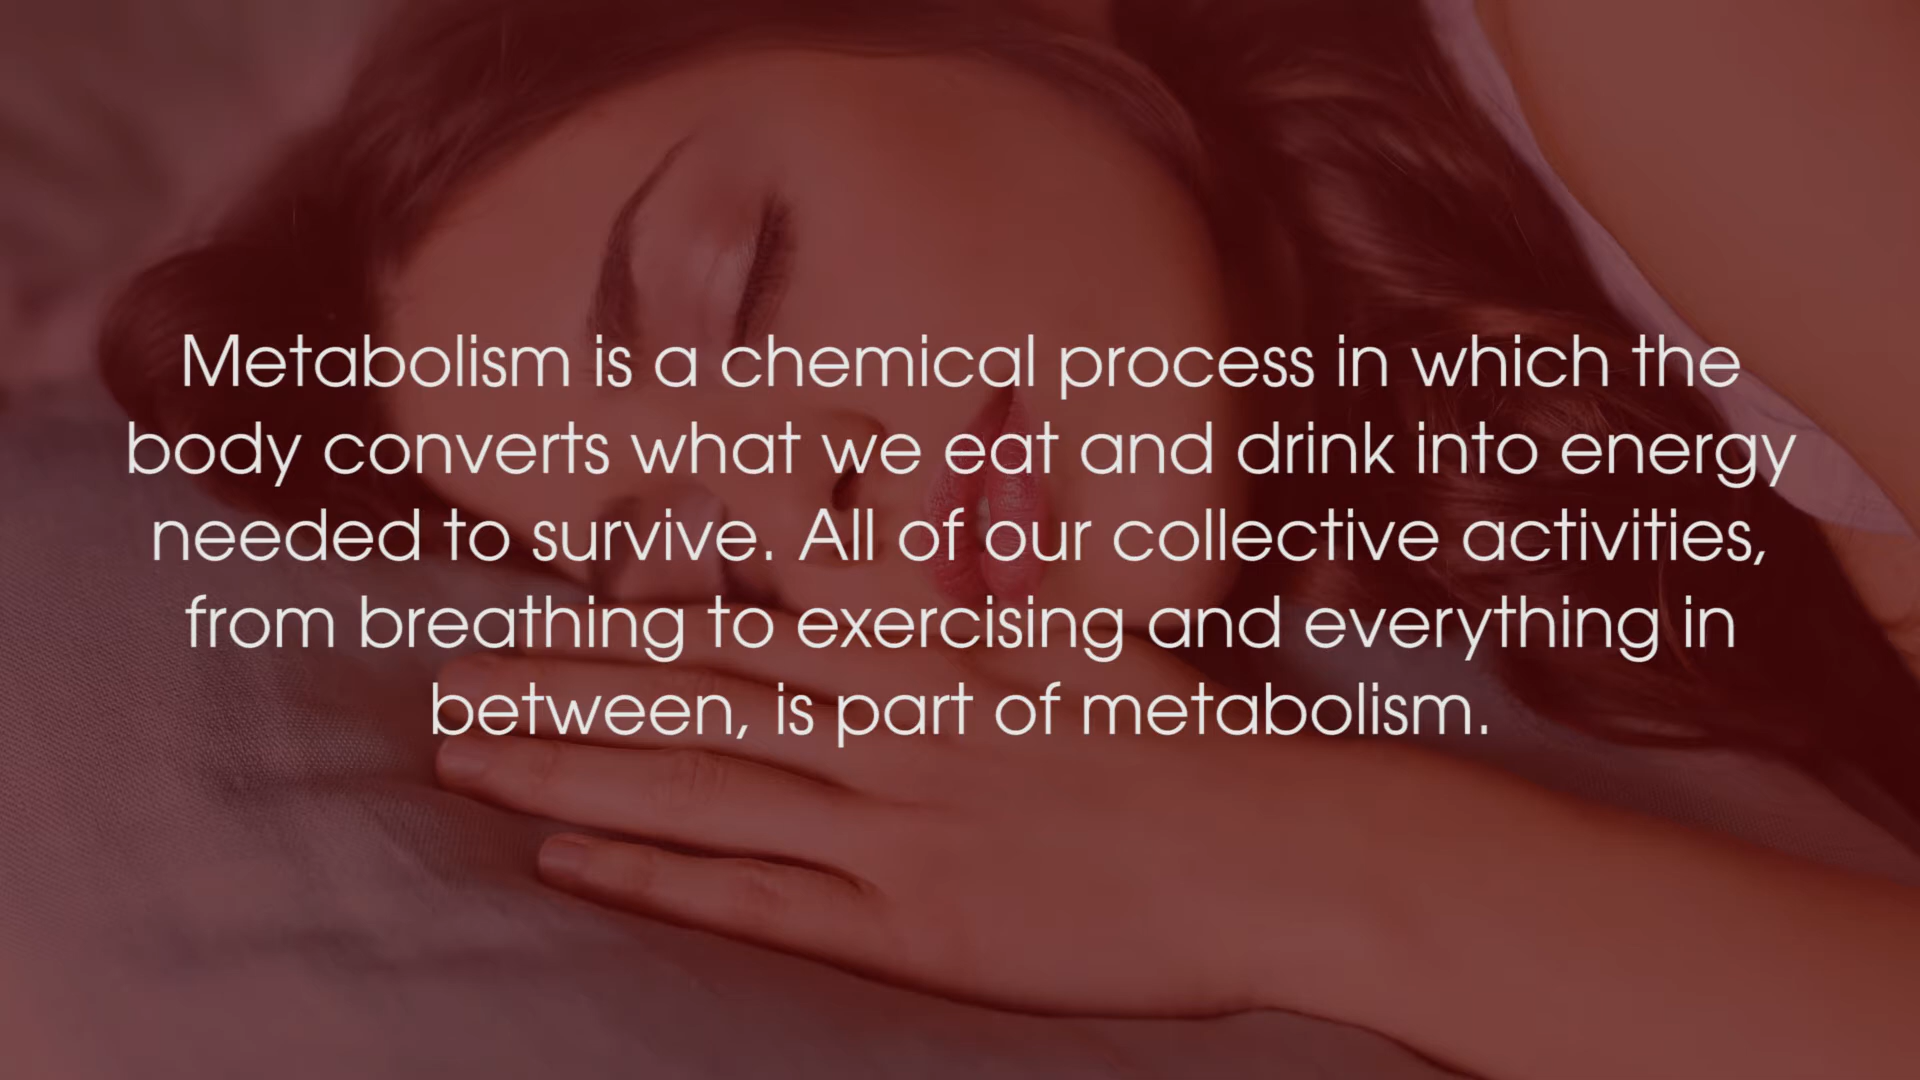 Metabolism is a chemical process in which the
body converts what we eat and drink into energy
needed to survive. All of our collective activities,
from breathing to exercising and everything in
between, is part of metabolism.